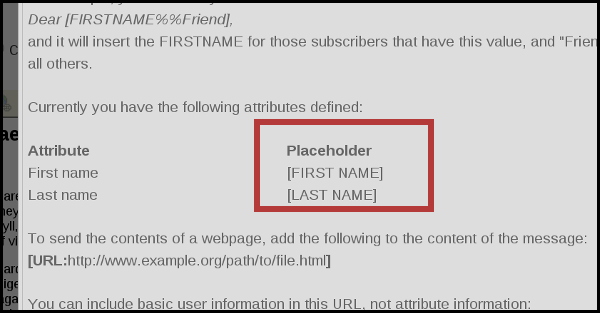 Dear [FIRSTNAME%%Friend],
and it will insert the FIRSTNAME for those subscribers that have this value, and "Frien
all others.
Currently you have the following attributes defined:
Attribute Placeholder
First name [FIRST NAME]
Last name [LAST NAME]
To send the contents of a webpage, add the following to the content of the message:
[URL:http://www.example.org/path/to/file.html]
You can include basic user information in this URL, not attribute information: